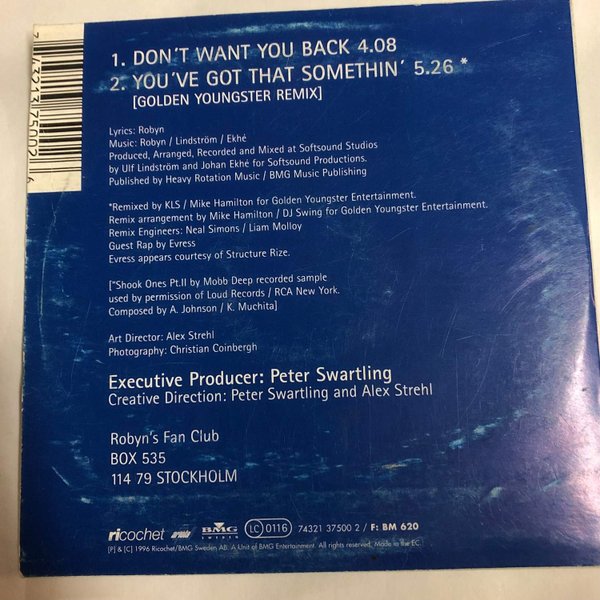 1. DON'T WANT YOU BACK 4.08
2. YOU'VE GOT THAT SOMETHIN' 5.26 *
[GOLDEN YOUNGSTER REMIX]
Lyrics: Robyn
Music: Robyn / Lindström / Ekhé
Produced, Arranged, Recorded and Mixed at Softsound Studios
by Ulf Lindström and Johan Ekhé for Softsound Productions.
Published by Heavy Rotation Music / BMG Music Publishing
*Remixed by KLS / Mike Hamilton for Golden Youngster Entertainment.
Remix arrangement by Mike Hamilton / DJ Swing for Golden Youngster Entertainment.
Remix Engineers: Neal Simons / Liam Molloy
Guest Rap by Evress
Evress appears courtesy of Structure Rize.
["Shook Ones Pt.II by Mobb Deep recorded sample
used by permission of Loud Records / RCA New York.
Composed by A. Johnson / K. Muchita]
Art Director: Alex Strehl
Photography: Christian Coinbergh
Executive Producer: Peter Swartling
Creative Direction: Peter Swartling and Alex Strehl
Robyn's Fan Club
BOX 535
114 79 STOCKHOLM
ricochet BMG SWEDEN LC 0116 74321 37500 2 / F: BM 620
(P) & (C) 1996 Ricochet/BMG Sweden AB. A Unit of BMG Entertainment. All rights reserved. Made in the EC.
7 43213 75002 6